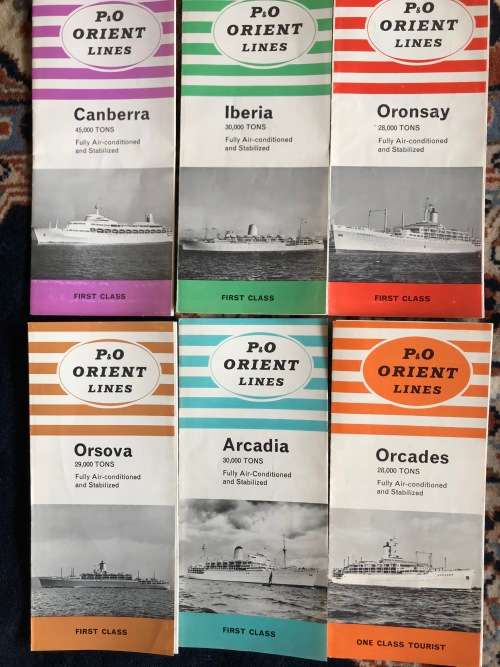 P&O
ORIENT
LINES
Canberra
45,000 TONS
Fully Air-conditioned
and Stabilized
FIRST CLASS
P&O
ORIENT
LINES
Iberia
30,000 TONS
Fully Air-conditioned
and Stabilized
FIRST CLASS
P&O
ORIENT
LINES
Oronsay
28,000 TONS
Fully Air-conditioned
and Stabilized
FIRST CLASS
P&O
ORIENT
LINES
Orsova
29,000 TONS
Fully Air-conditioned
and Stabilized
FIRST CLASS
P&O
ORIENT
LINES
Arcadia
30,000 TONS
Fully Air-Conditioned
and Stabilized
FIRST CLASS
P&O
ORIENT
LINES
Orcades
28,000 TONS
Fully Air-conditioned
and Stabilized
ONE CLASS TOURIST